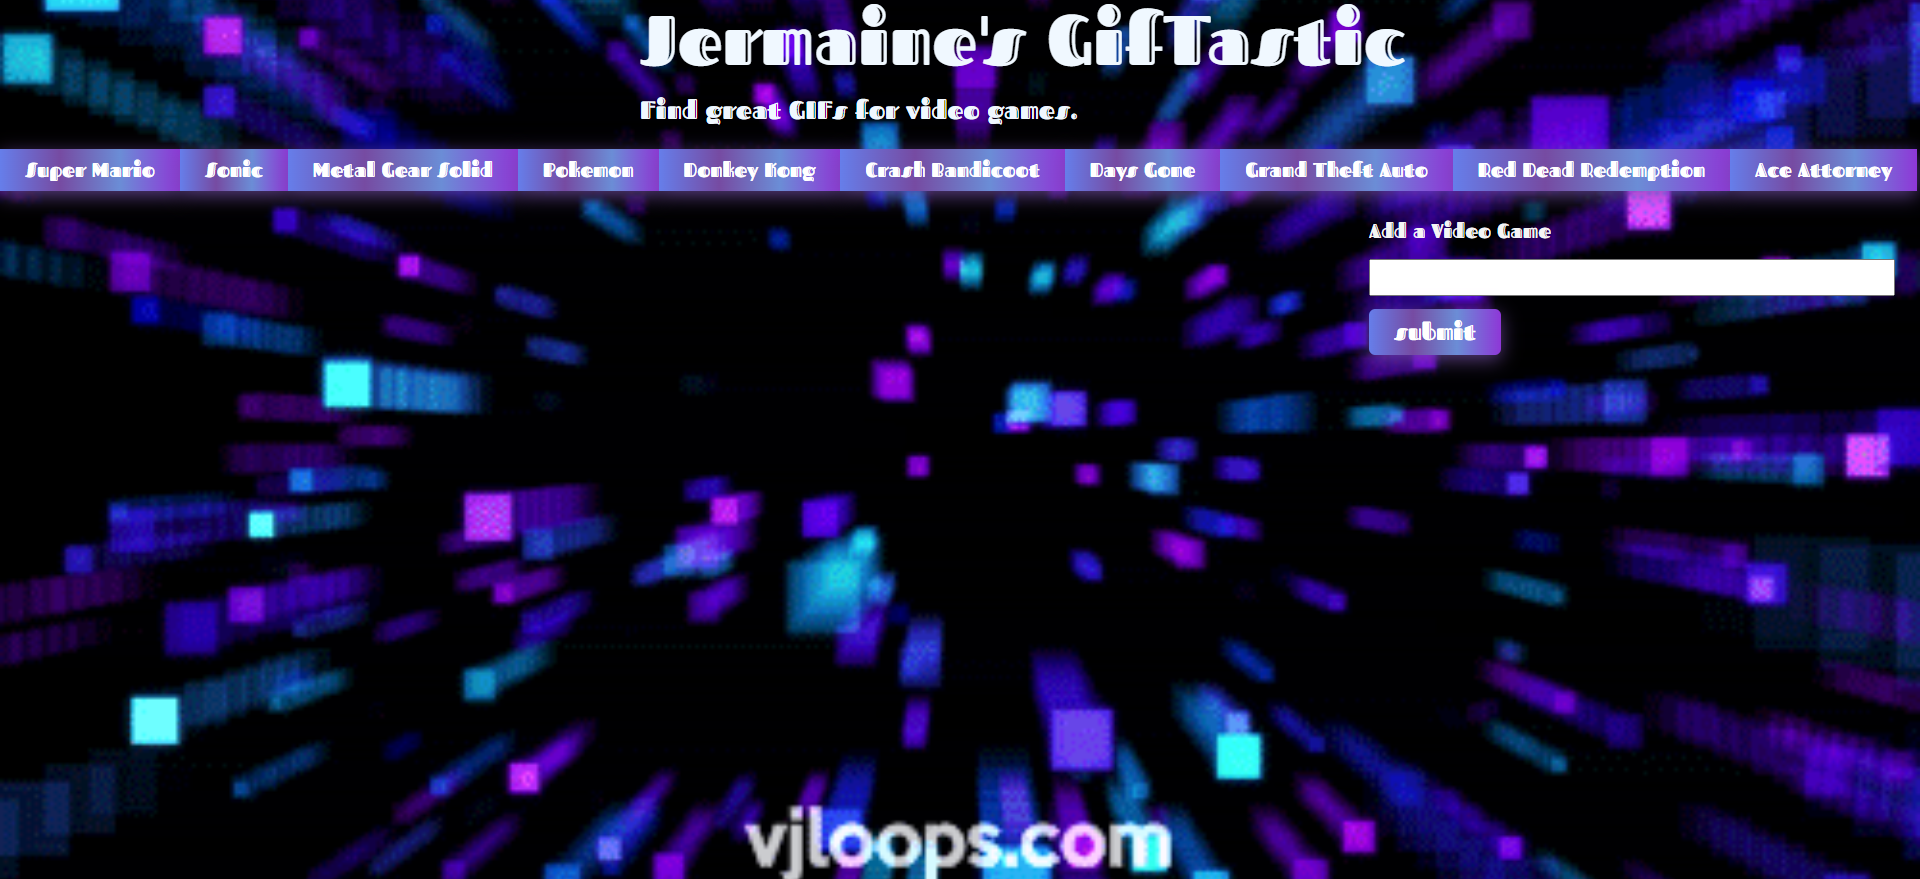 Jermaine's GifTastic
Find great GIFs for video games.
Super Mario Sonic Metal Gear Solid Pokemon Donkey Kong Crash Bandicoot Days Gone Grand Theft Auto Red Dead Redemption Ace Attorney
Add a Video Game
submit
vjloops.com